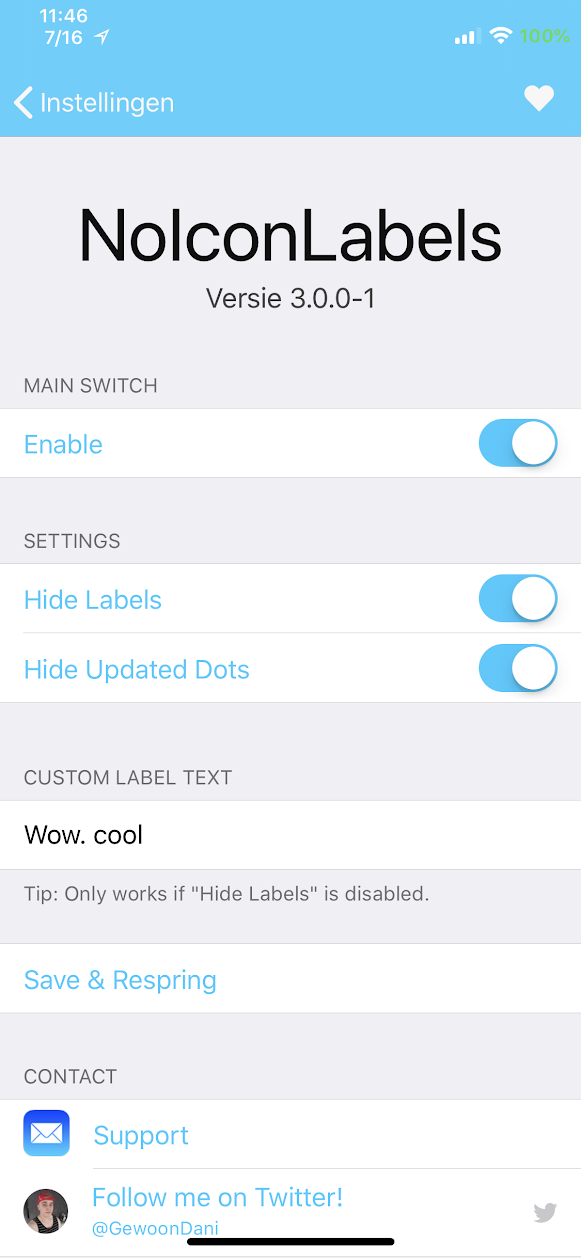 11:46
7/16
100%
Instellingen
NoIconLabels
Versie 3.0.0-1
MAIN SWITCH
Enable
SETTINGS
Hide Labels
Hide Updated Dots
CUSTOM LABEL TEXT
Wow. cool
Tip: Only works if "Hide Labels" is disabled.
Save & Respring
CONTACT
Support
Follow me on Twitter!
@GewoonDani